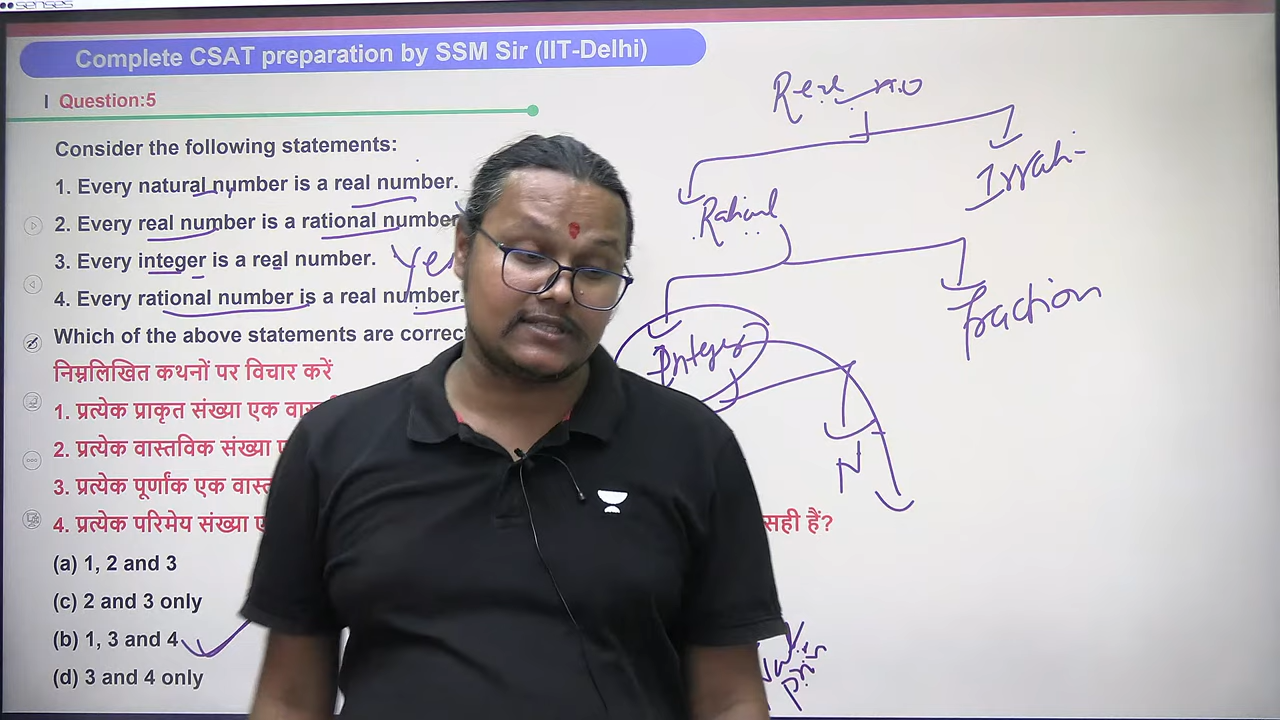 senses
Complete CSAT preparation by SSM Sir (IIT-Delhi)
Question:5
Consider the following statements:
1. Every natural number is a real number.
2. Every real number is a rational number
3. Every integer is a real number.
4. Every rational number is a real number.
Which of the above statements are correct
निम्नलिखित कथनों पर विचार करें
1. प्रत्येक प्राकृत संख्या एक
2. प्रत्येक वास्तविक संख्या
3. प्रत्येक पूर्णांक एक
4. प्रत्येक परिमेय संख्या सही हैं?
(a) 1, 2 and 3
(c) 2 and 3 only
(b) 1, 3 and 4
(d) 3 and 4 only
Real no
Irrati
Rational
fraction
Integer
N
Yes